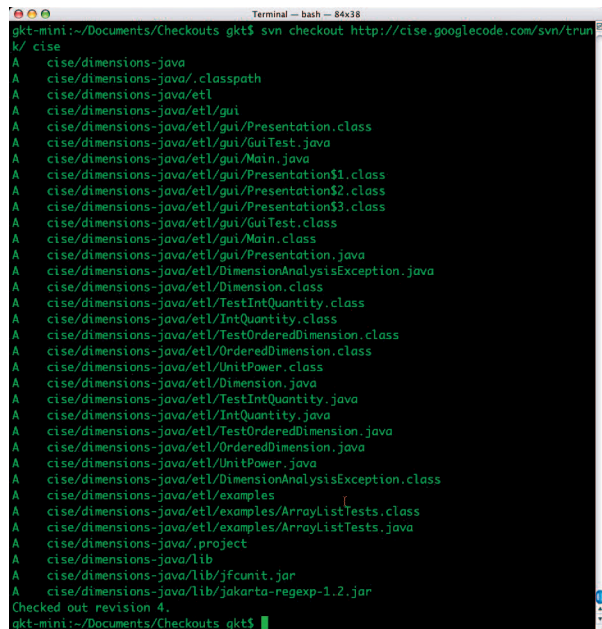 Terminal — bash — 84x38
gkt-mini:~/Documents/Checkouts gkt$ svn checkout http://cise.googlecode.com/svn/trun
k/ cise
A    cise/dimensions-java
A    cise/dimensions-java/.classpath
A    cise/dimensions-java/etl
A    cise/dimensions-java/etl/gui
A    cise/dimensions-java/etl/gui/Presentation.class
A    cise/dimensions-java/etl/gui/GuiTest.java
A    cise/dimensions-java/etl/gui/Main.java
A    cise/dimensions-java/etl/gui/Presentation$1.class
A    cise/dimensions-java/etl/gui/Presentation$2.class
A    cise/dimensions-java/etl/gui/Presentation$3.class
A    cise/dimensions-java/etl/gui/GuiTest.class
A    cise/dimensions-java/etl/gui/Main.class
A    cise/dimensions-java/etl/gui/Presentation.java
A    cise/dimensions-java/etl/DimensionAnalysisException.java
A    cise/dimensions-java/etl/Dimension.class
A    cise/dimensions-java/etl/TestIntQuantity.class
A    cise/dimensions-java/etl/IntQuantity.class
A    cise/dimensions-java/etl/TestOrderedDimension.class
A    cise/dimensions-java/etl/OrderedDimension.class
A    cise/dimensions-java/etl/UnitPower.class
A    cise/dimensions-java/etl/Dimension.java
A    cise/dimensions-java/etl/TestIntQuantity.java
A    cise/dimensions-java/etl/IntQuantity.java
A    cise/dimensions-java/etl/TestOrderedDimension.java
A    cise/dimensions-java/etl/OrderedDimension.java
A    cise/dimensions-java/etl/UnitPower.java
A    cise/dimensions-java/etl/DimensionAnalysisException.class
A    cise/dimensions-java/etl/examples
A    cise/dimensions-java/etl/examples/ArrayListTests.class
A    cise/dimensions-java/etl/examples/ArrayListTests.java
A    cise/dimensions-java/.project
A    cise/dimensions-java/lib
A    cise/dimensions-java/lib/jfcunit.jar
A    cise/dimensions-java/lib/jakarta-regexp-1.2.jar
Checked out revision 4.
gkt-mini:~/Documents/Checkouts gkt$